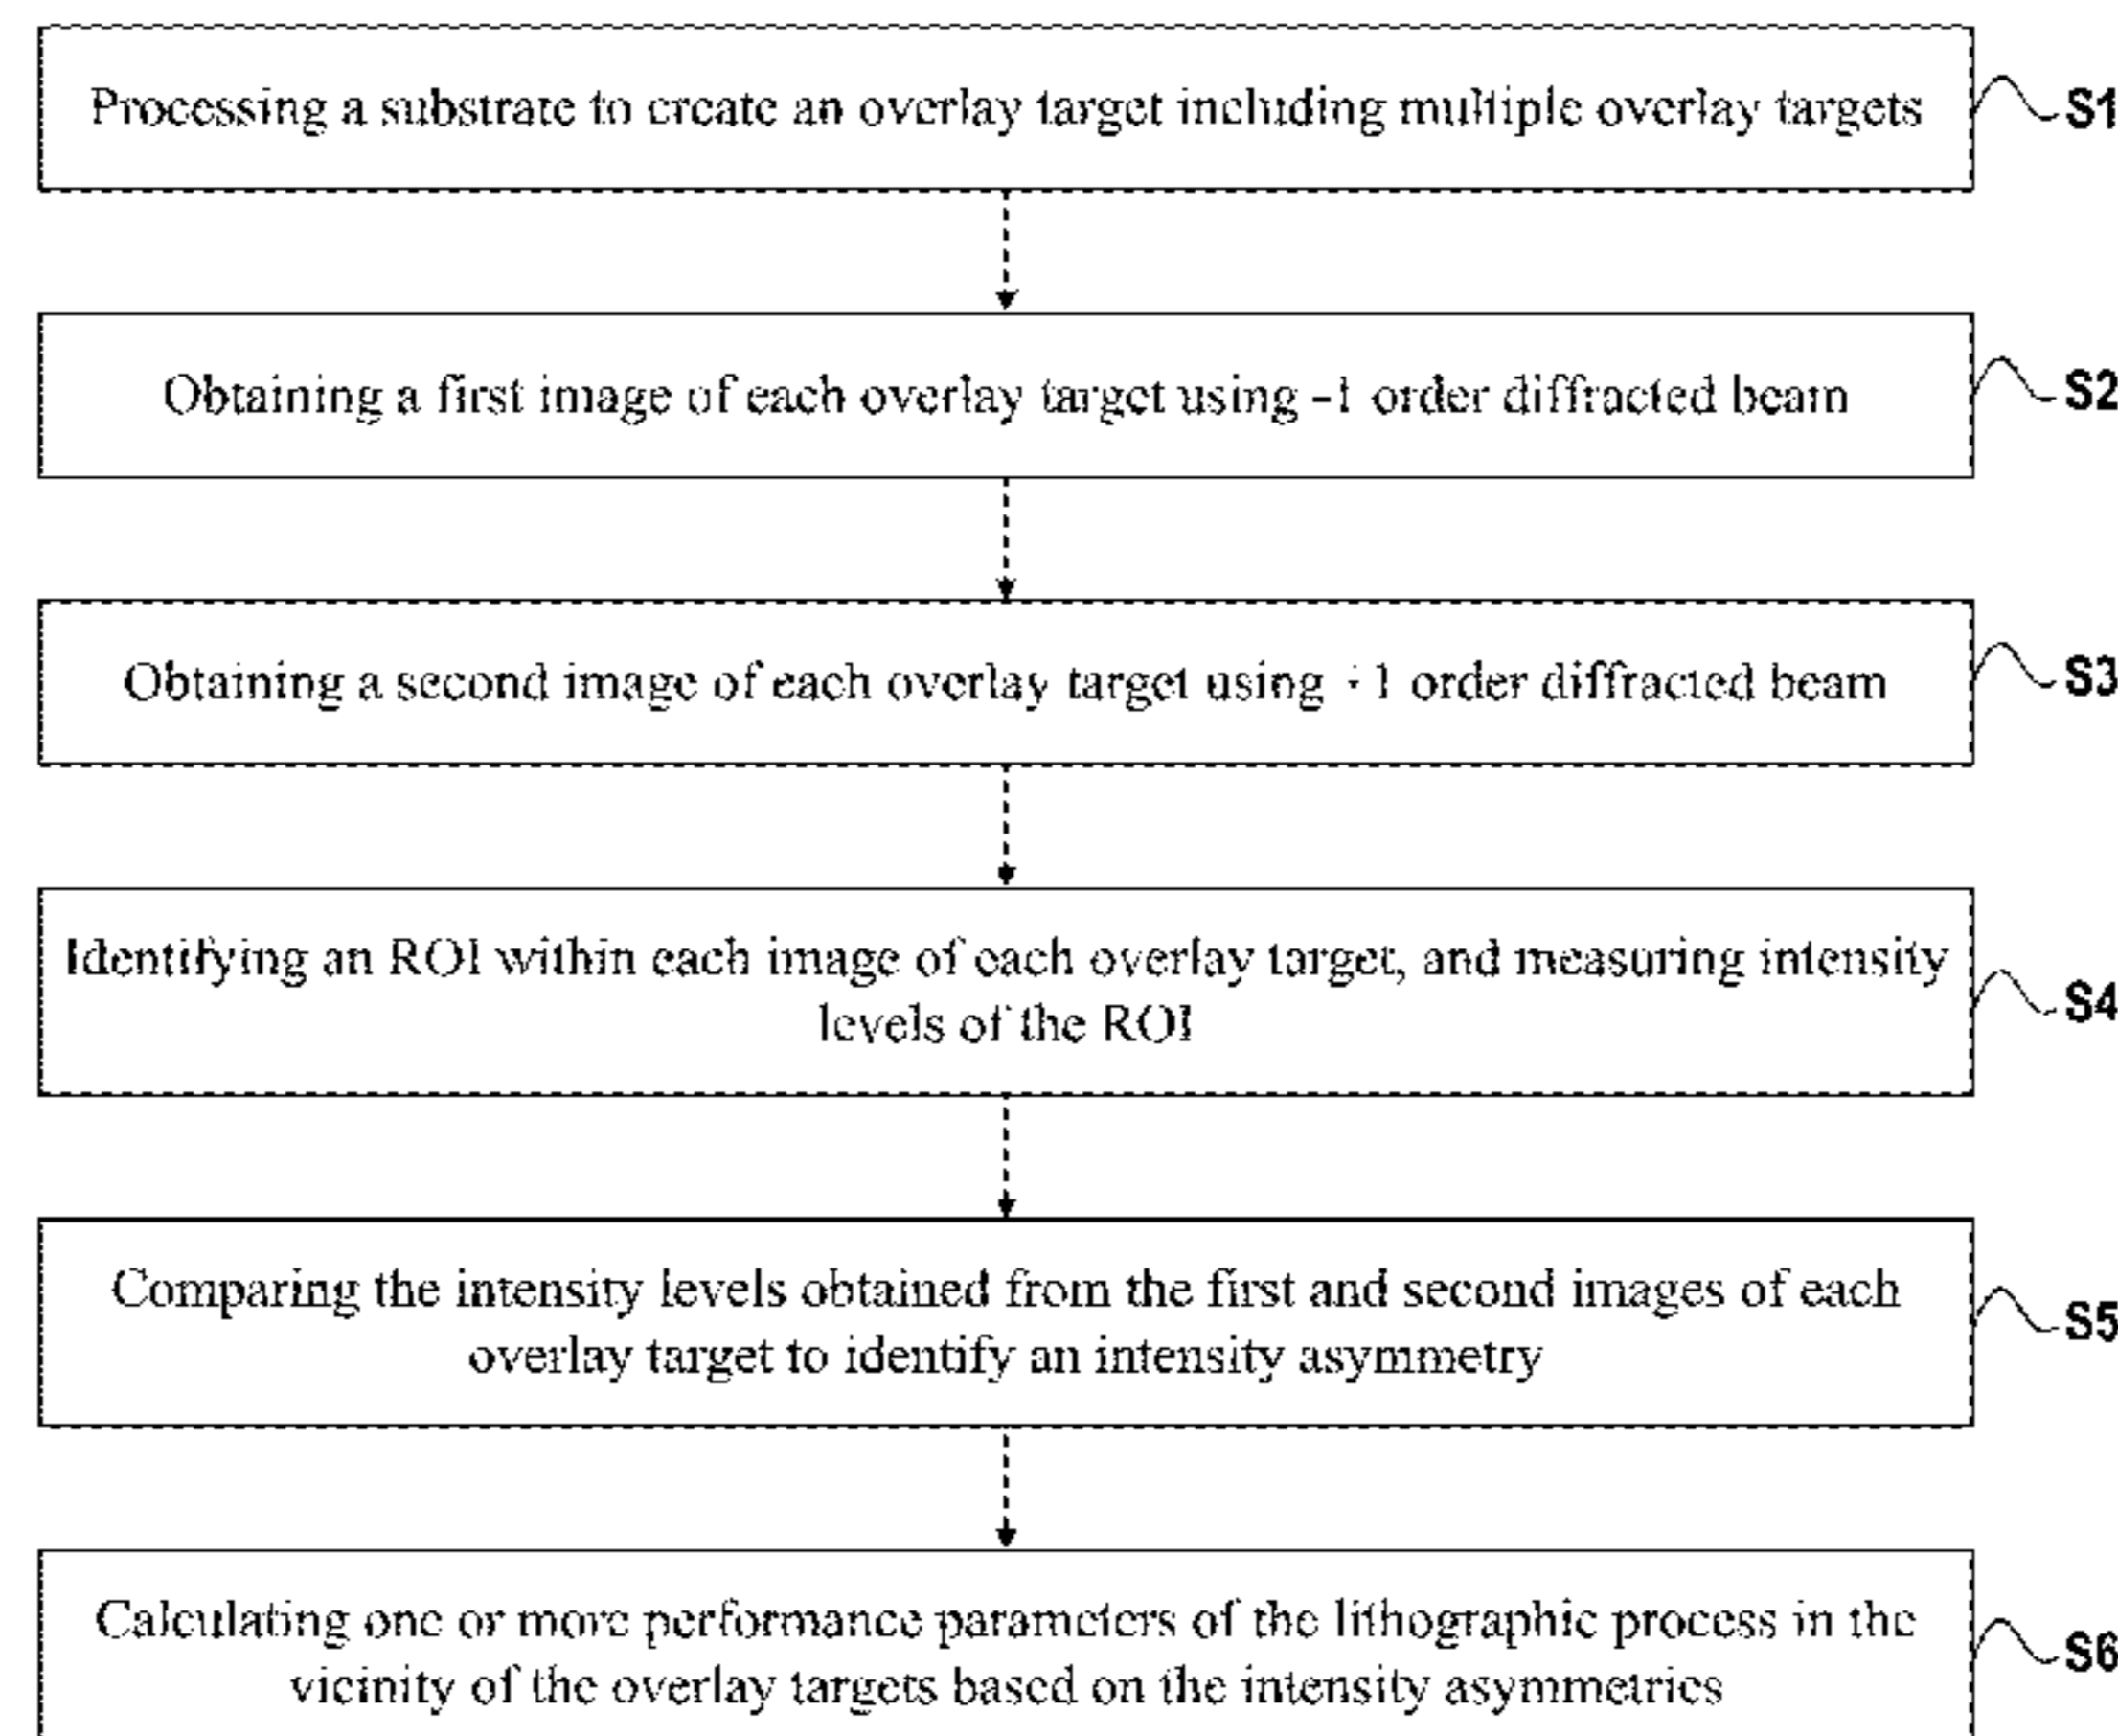 Processing a substrate to create an overlay target including multiple overlay targets
S1
Obtaining a first image of each overlay target using -1 order diffracted beam
S2
Obtaining a second image of each overlay target using +1 order diffracted beam
S3
Identifying an ROI within each image of each overlay target, and measuring intensity
levels of the ROI
S4
Comparing the intensity levels obtained from the first and second images of each
overlay target to identify an intensity asymmetry
S5
Calculating one or more performance parameters of the lithographic process in the
vicinity of the overlay targets based on the intensity asymmetries
S6